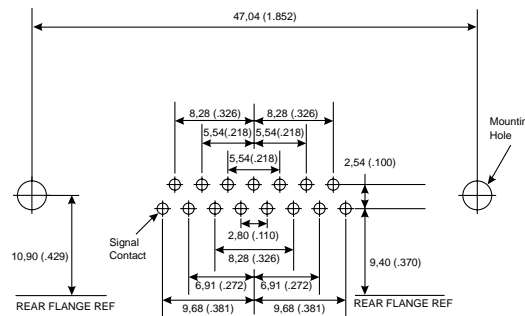 47,04 (1.852)
8,28 (.326) 8,28 (.326)
5,54(.218) 5,54(.218)
5,54(.218)
2,54 (.100)
Mountin
Hole
Signal
Contact
2,80 (.110)
10,90 (.429)
8,28 (.326)
9,40 (.370)
6,91 (.272) 6,91 (.272)
REAR FLANGE REF REAR FLANGE REF
9,68 (.381) 9,68 (.381)